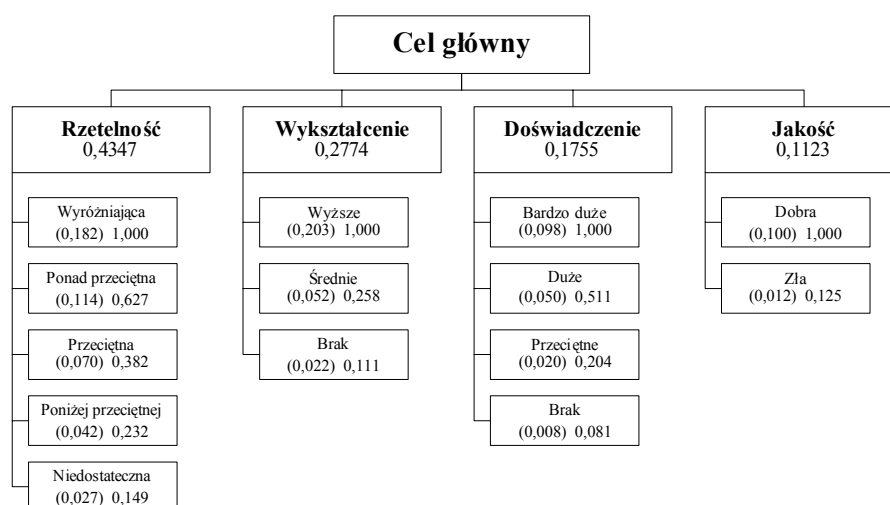 Cel główny
Rzetelność
0,4347
Wyróżniająca
(0,182) 1,000
Ponad przeciętna
(0,114) 0,627
Przeciętna
(0,070) 0,382
Poniżej przeciętnej
(0,042) 0,232
Niedostateczna
(0,027) 0,149
Wykształcenie
0,2774
Wyższe
(0,203) 1,000
Średnie
(0,052) 0,258
Brak
(0,022) 0,111
Doświadczenie
0,1755
Bardzo duże
(0,098) 1,000
Duże
(0,050) 0,511
Przeciętne
(0,020) 0,204
Brak
(0,008) 0,081
Jakość
0,1123
Dobra
(0,100) 1,000
Zła
(0,012) 0,125